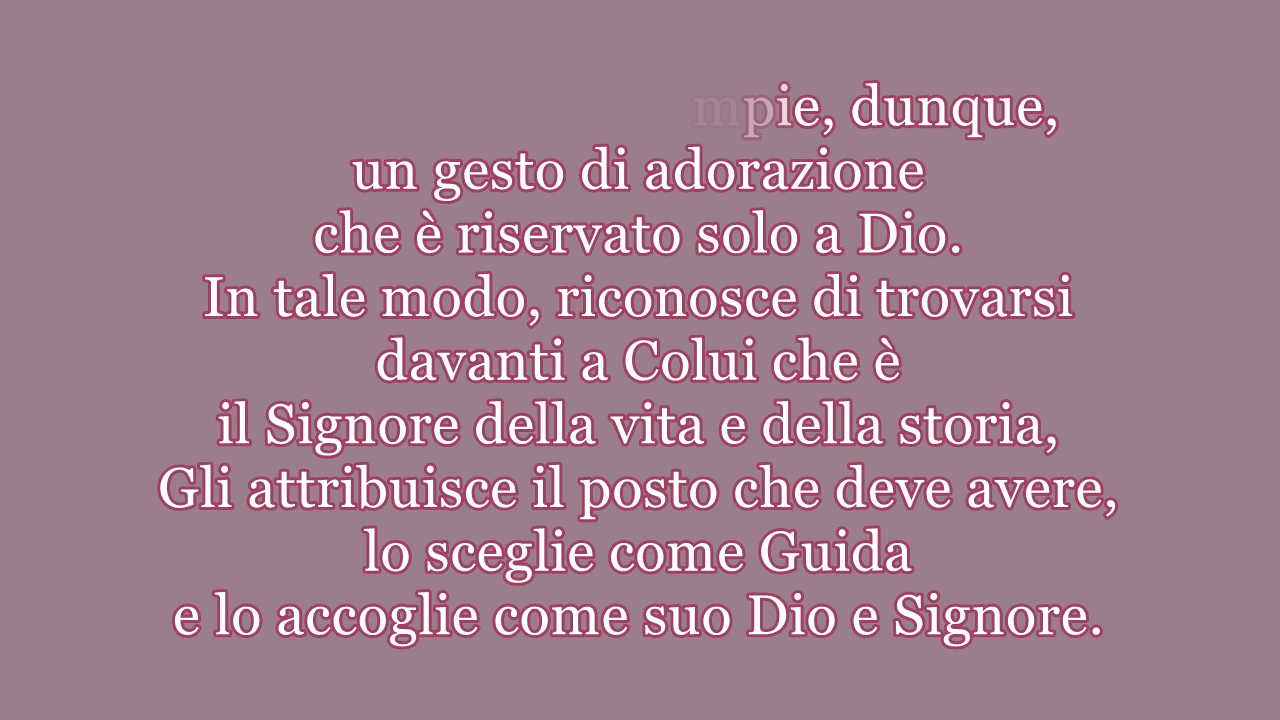 mpie, dunque,
un gesto di adorazione
che è riservato solo a Dio.
In tale modo, riconosce di trovarsi
davanti a Colui che è
il Signore della vita e della storia,
Gli attribuisce il posto che deve avere,
lo sceglie come Guida
e lo accoglie come suo Dio e Signore.